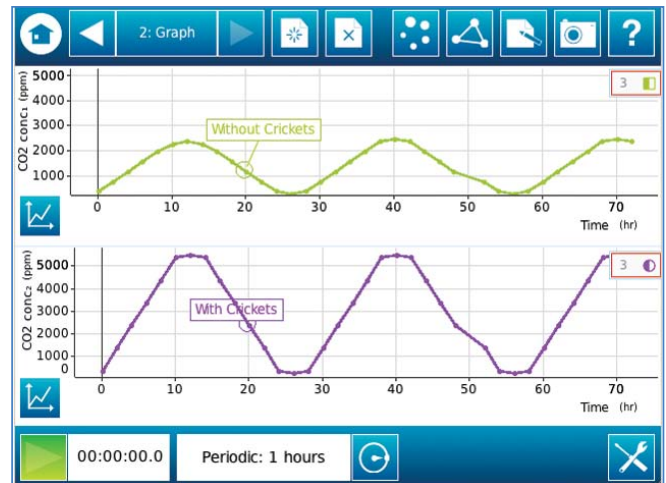 2: Graph
?
CO2 conc₁ (ppm)
5000
4000
3000
2000
1000
Without Crickets
3
0 10 20 30 40 50 60 70
Time (hr)
CO2 conc₂ (ppm)
5000
4000
3000
2000
1000
0
With Crickets
3
0 10 20 30 40 50 60 70
Time (hr)
00:00:00.0
Periodic: 1 hours